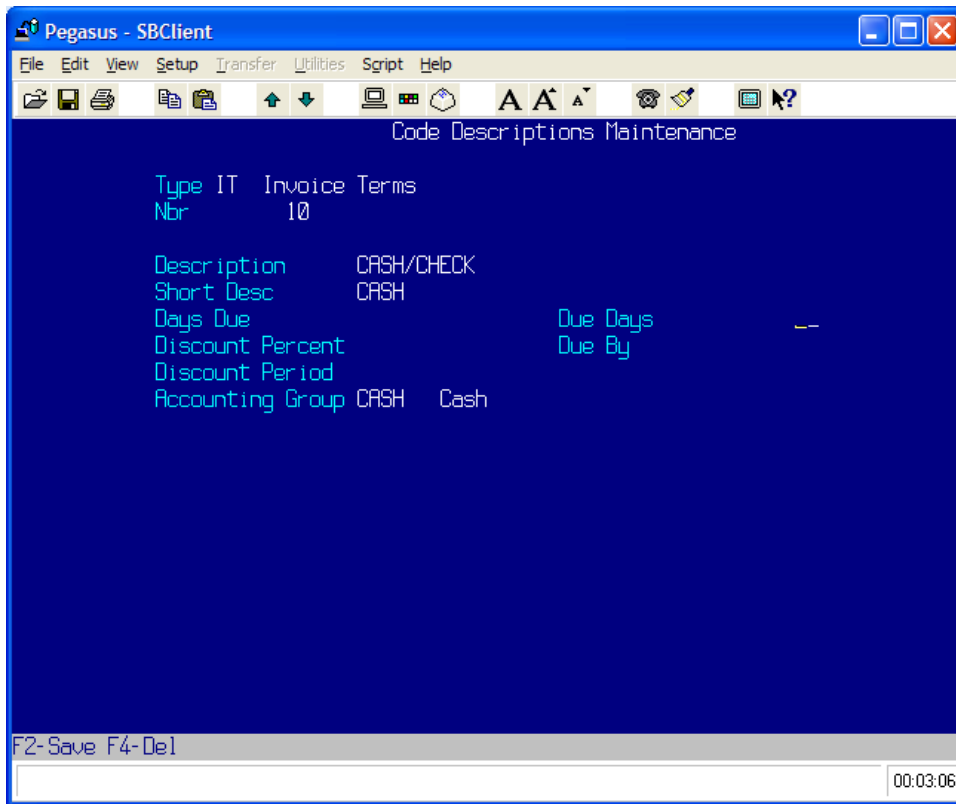 Pegasus - SBClient
File Edit View Setup Transfer Utilities Script Help
A A A
Code Descriptions Maintenance
Type IT Invoice Terms
Nbr 10
Description CASH/CHECK
Short Desc CASH
Days Due Due Days
Discount Percent Due By
Discount Period
Accounting Group CASH Cash
F2-Save F4-Del
00:03:06